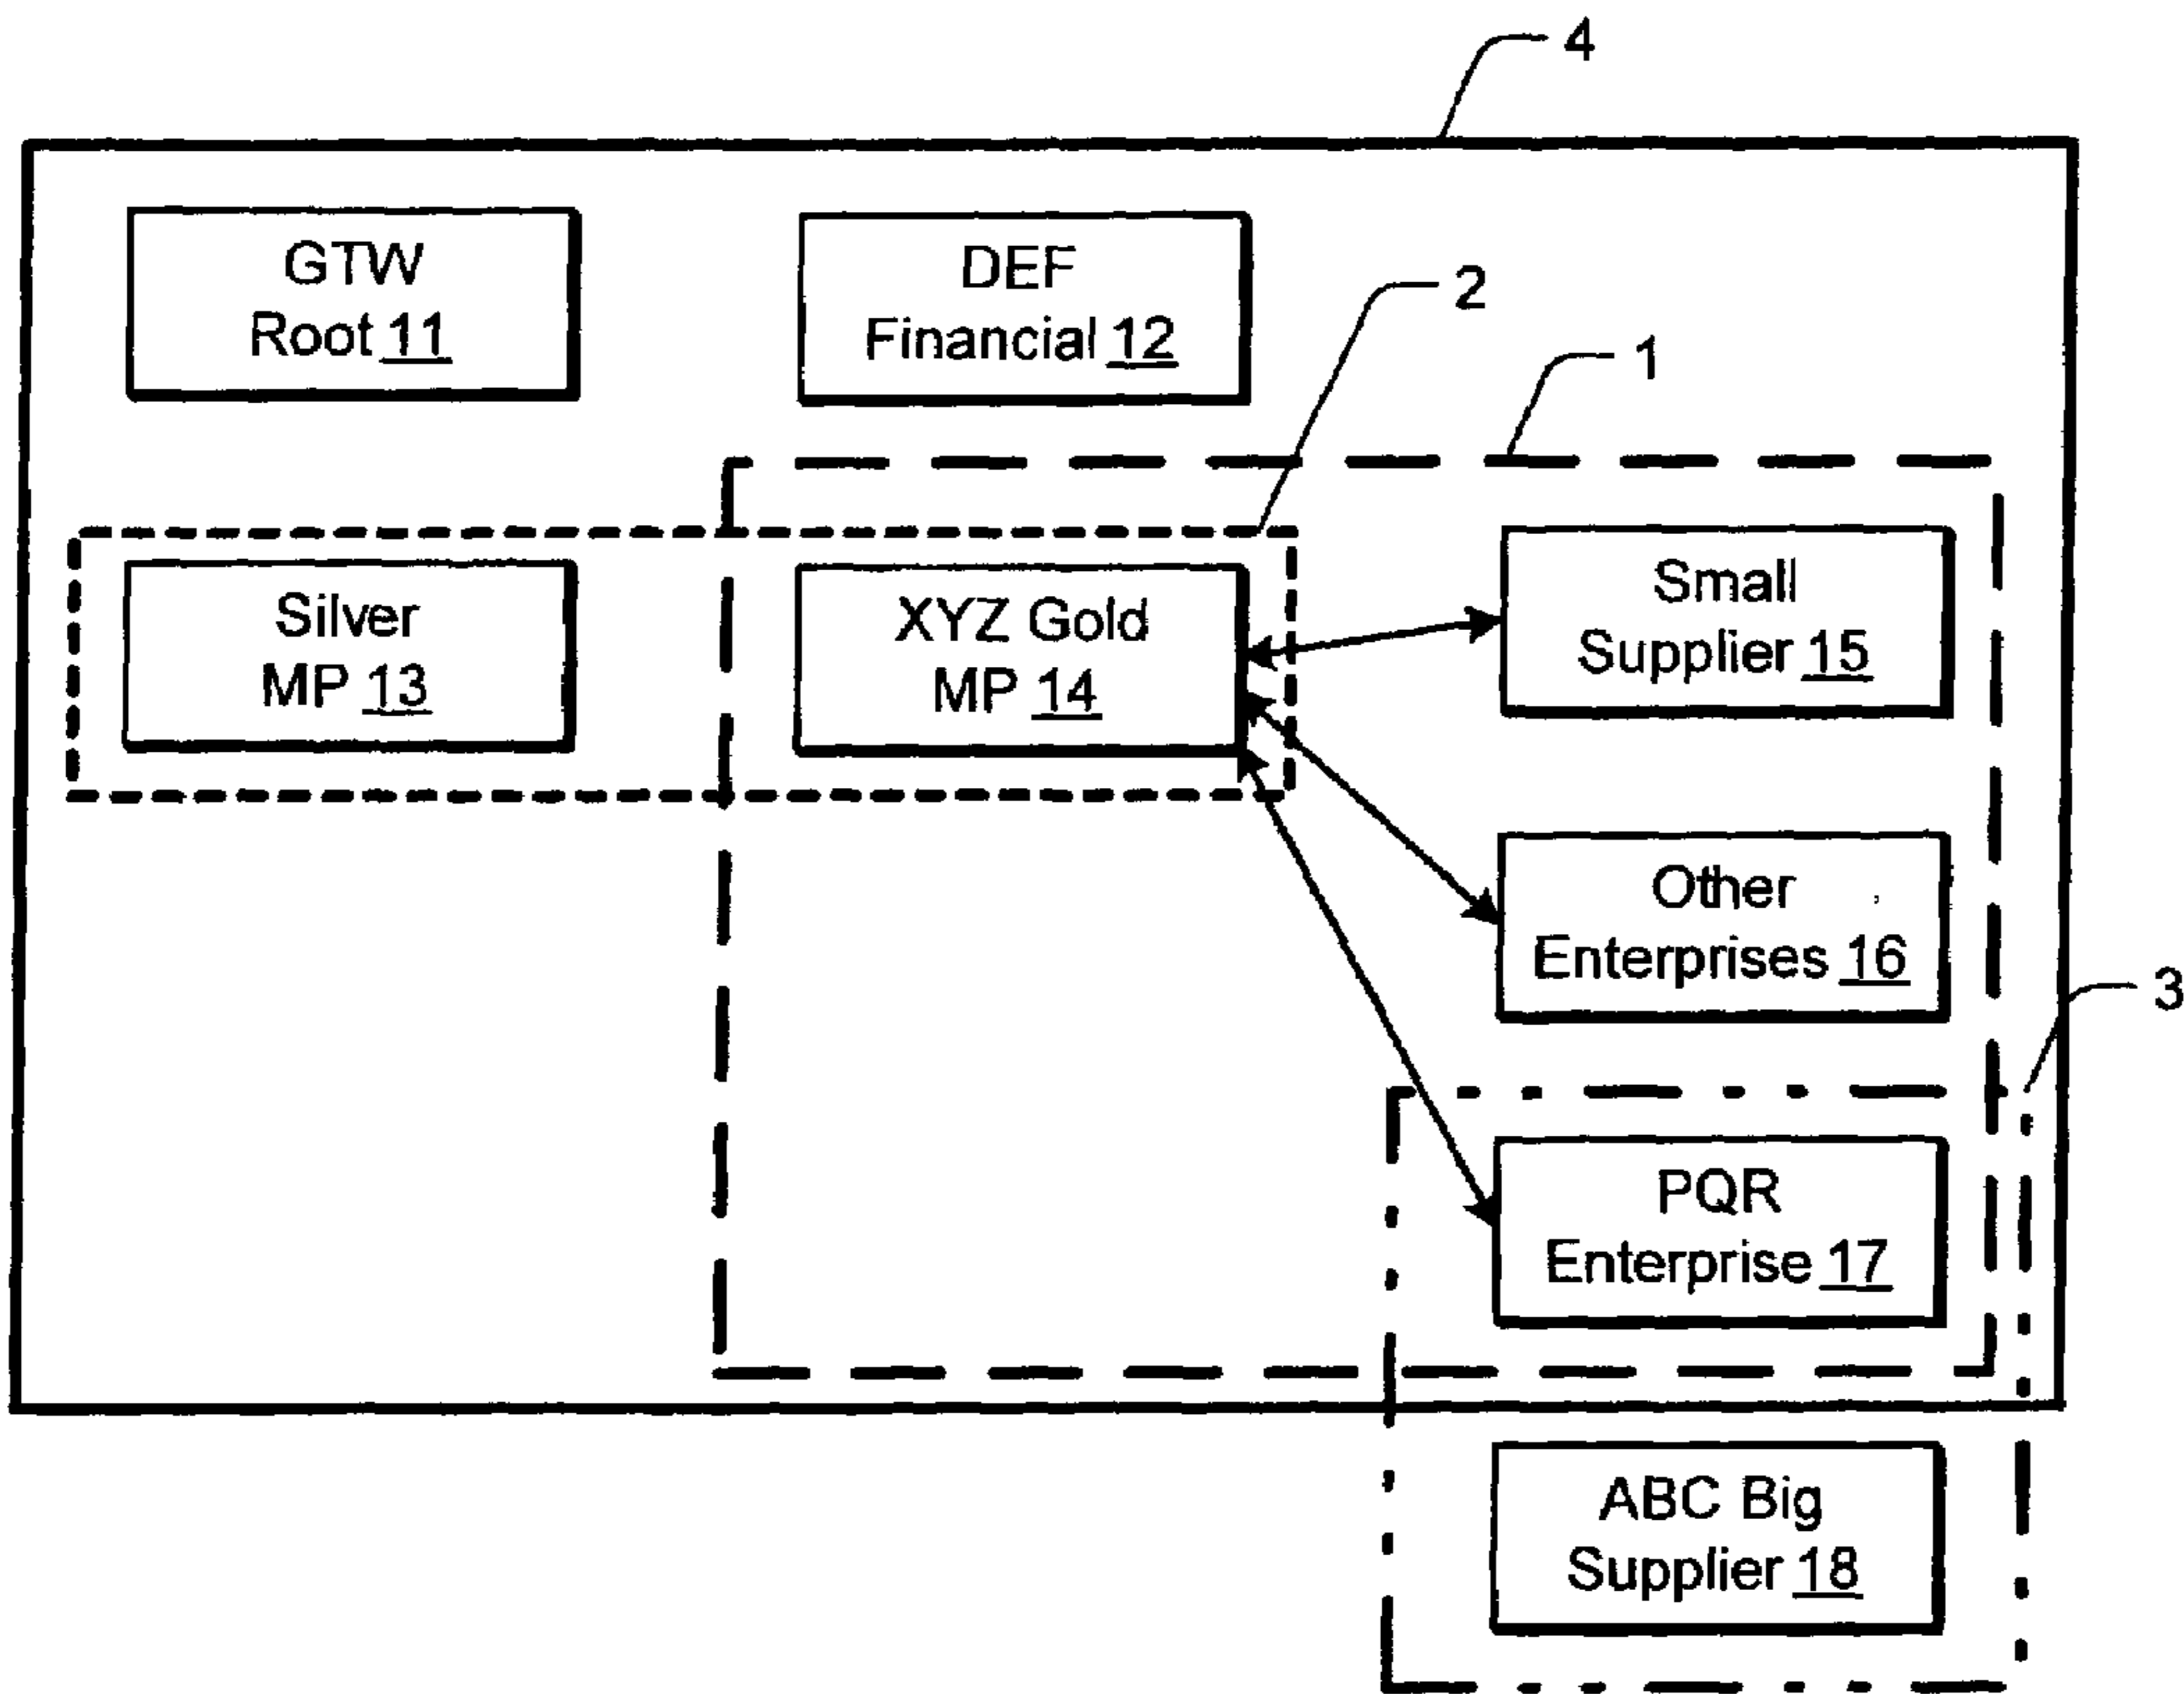 4
GTW
Root 11
DEF
Financial 12
2
1
Silver
MP 13
XYZ Gold
MP 14
Small
Supplier 15
Other
Enterprises 16
3
PQR
Enterprise 17
ABC Big
Supplier 18